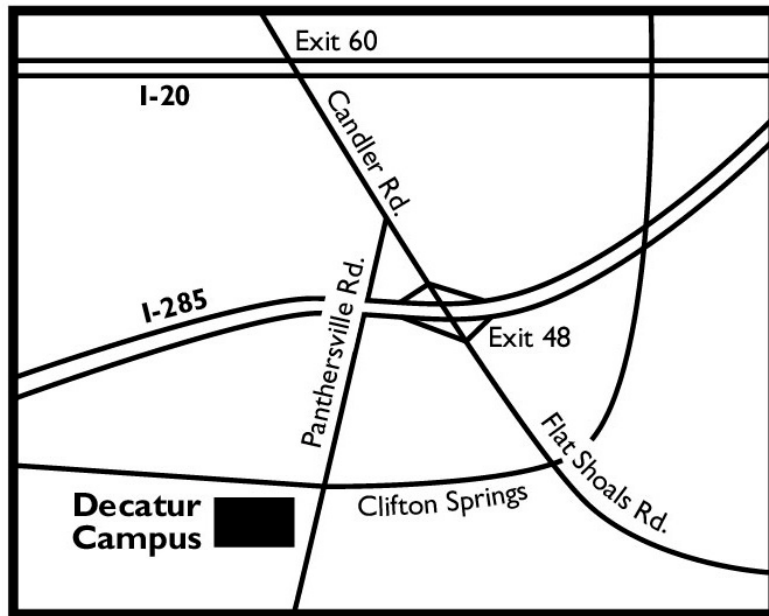 Exit 60
I-20
Candler Rd.
I-285
Panthersville Rd.
Exit 48
Flat Shoals Rd.
Clifton Springs
Decatur
Campus